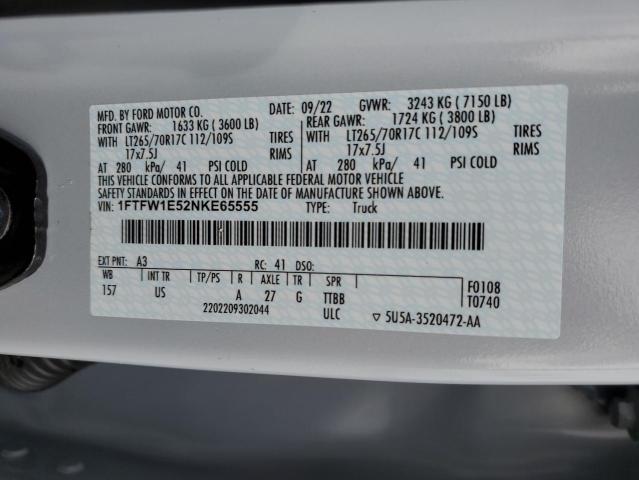 MFD. BY FORD MOTOR CO. DATE: 09/22 GVWR: 3243 KG ( 7150 LB)
FRONT GAWR: 1633 KG ( 3600 LB) REAR GAWR: 1724 KG ( 3800 LB)
WITH LT265/70R17C 112/109S TIRES WITH LT265/70R17C 112/109S TIRES
17x7.5J RIMS 17x7.5J RIMS
AT 280 kPa/ 41 PSI COLD AT 280 kPa/ 41 PSI COLD
THIS VEHICLE CONFORMS TO ALL APPLICABLE FEDERAL MOTOR VEHICLE
SAFETY STANDARDS IN EFFECT ON THE DATE OF MANUFACTURE SHOWN ABOVE.
VIN: 1FTFW1E52NKE65555 TYPE: Truck
EXT PNT: A3 RC: 41 DSO:
WB INT TR TP/PS R AXLE TR SPR F0108
157 US A 27 G TTBB T0740
2202209302044 ULC ▽ 5U5A-3520472-AA